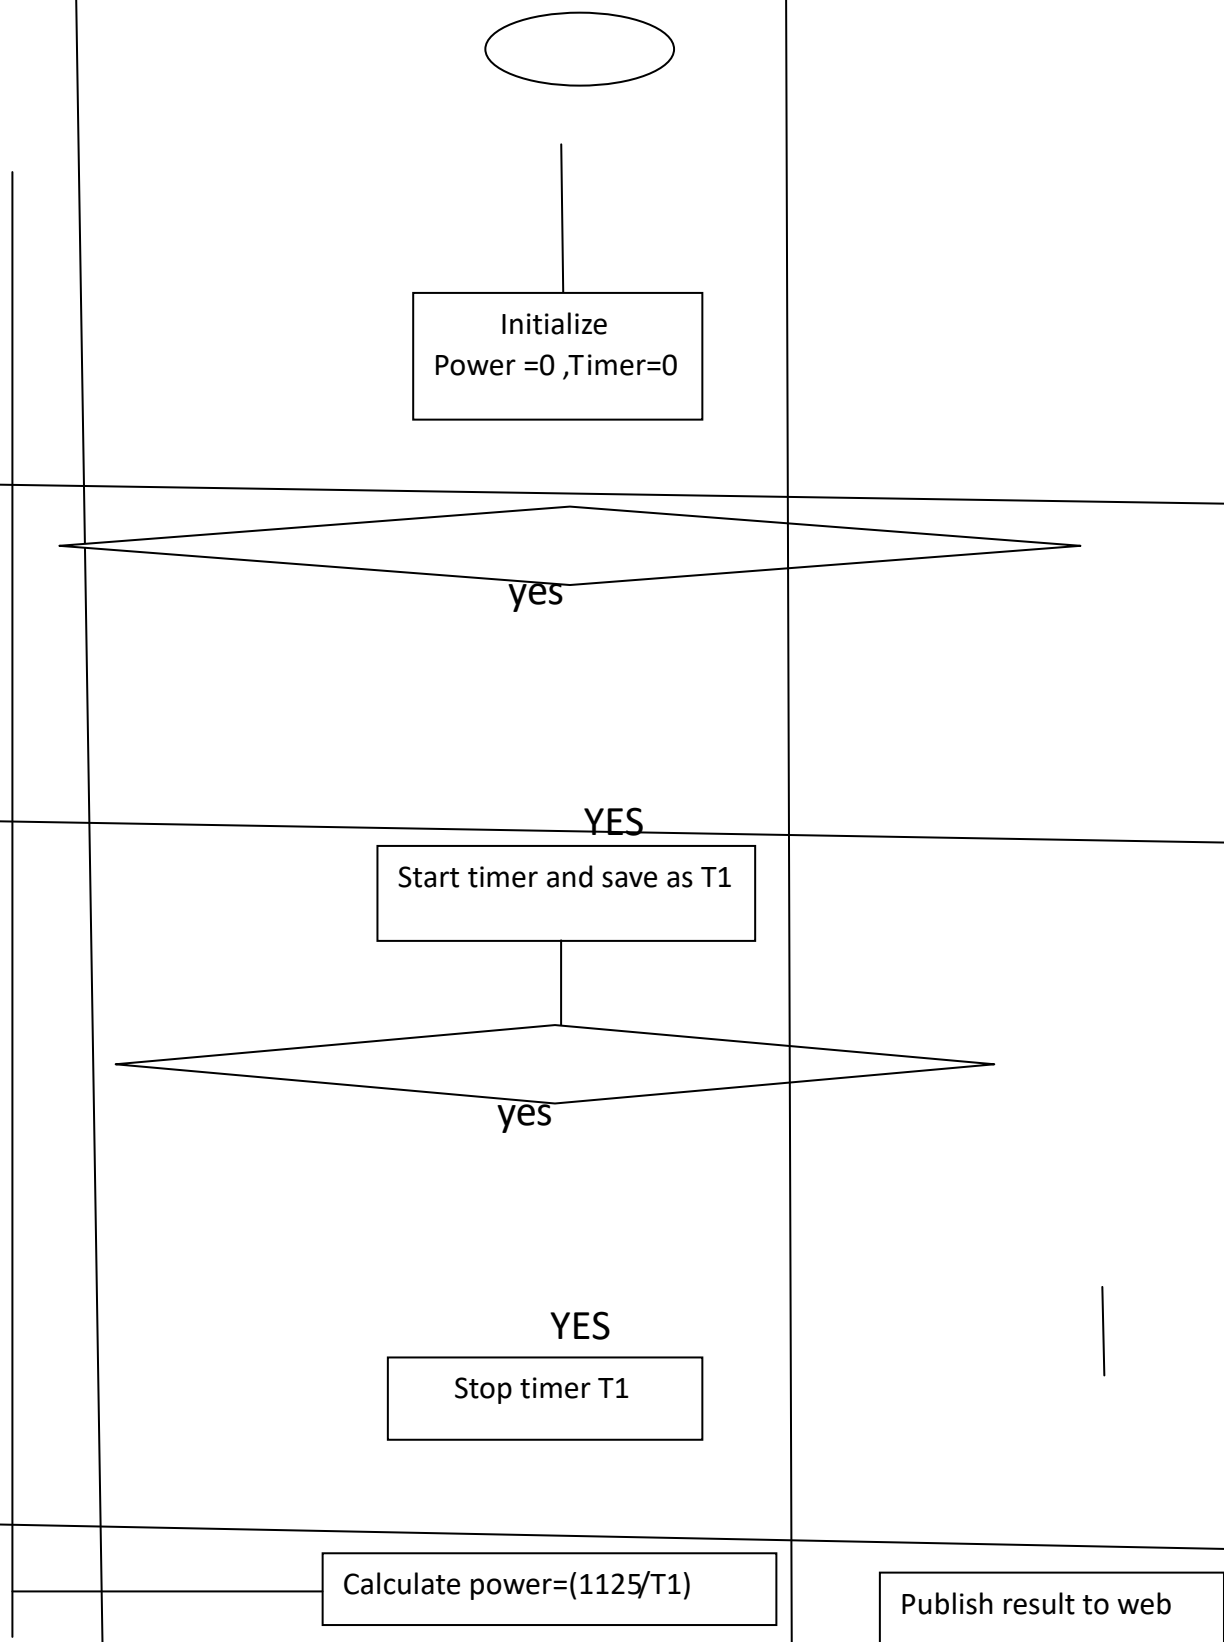 Initialize
Power =0 ,Timer=0
yes
YES
Start timer and save as T1
yes
YES
Stop timer T1
Calculate power=(1125/T1)
Publish result to web